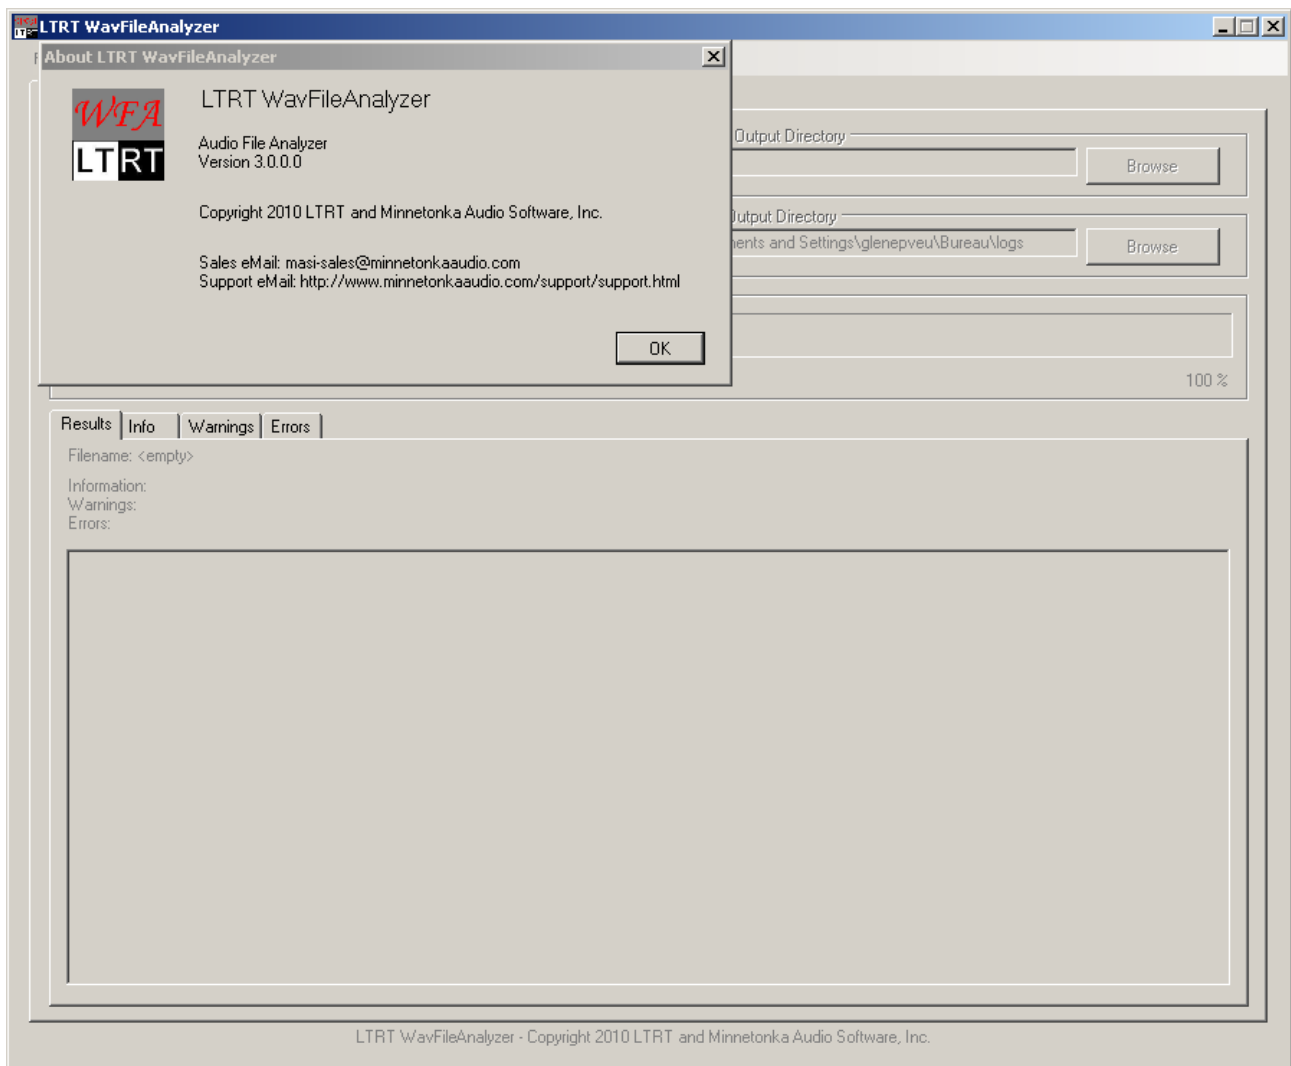 LTRT WavFileAnalyzer
About LTRT WavFileAnalyzer
WFA
LTRT
LTRT WavFileAnalyzer
Audio File Analyzer
Version 3.0.0.0
Copyright 2010 LTRT and Minnetonka Audio Software, Inc.
Sales eMail: masi-sales@minnetonkaaudio.com
Support eMail: http://www.minnetonkaaudio.com/support/support.html
OK
Output Directory
Browse
Output Directory
and Settings\glenepveu\Bureau\logs
Browse
100 %
Results Info Warnings Errors
Filename: <empty>
Information:
Warnings:
Errors:
LTRT WavFileAnalyzer - Copyright 2010 LTRT and Minnetonka Audio Software, Inc.